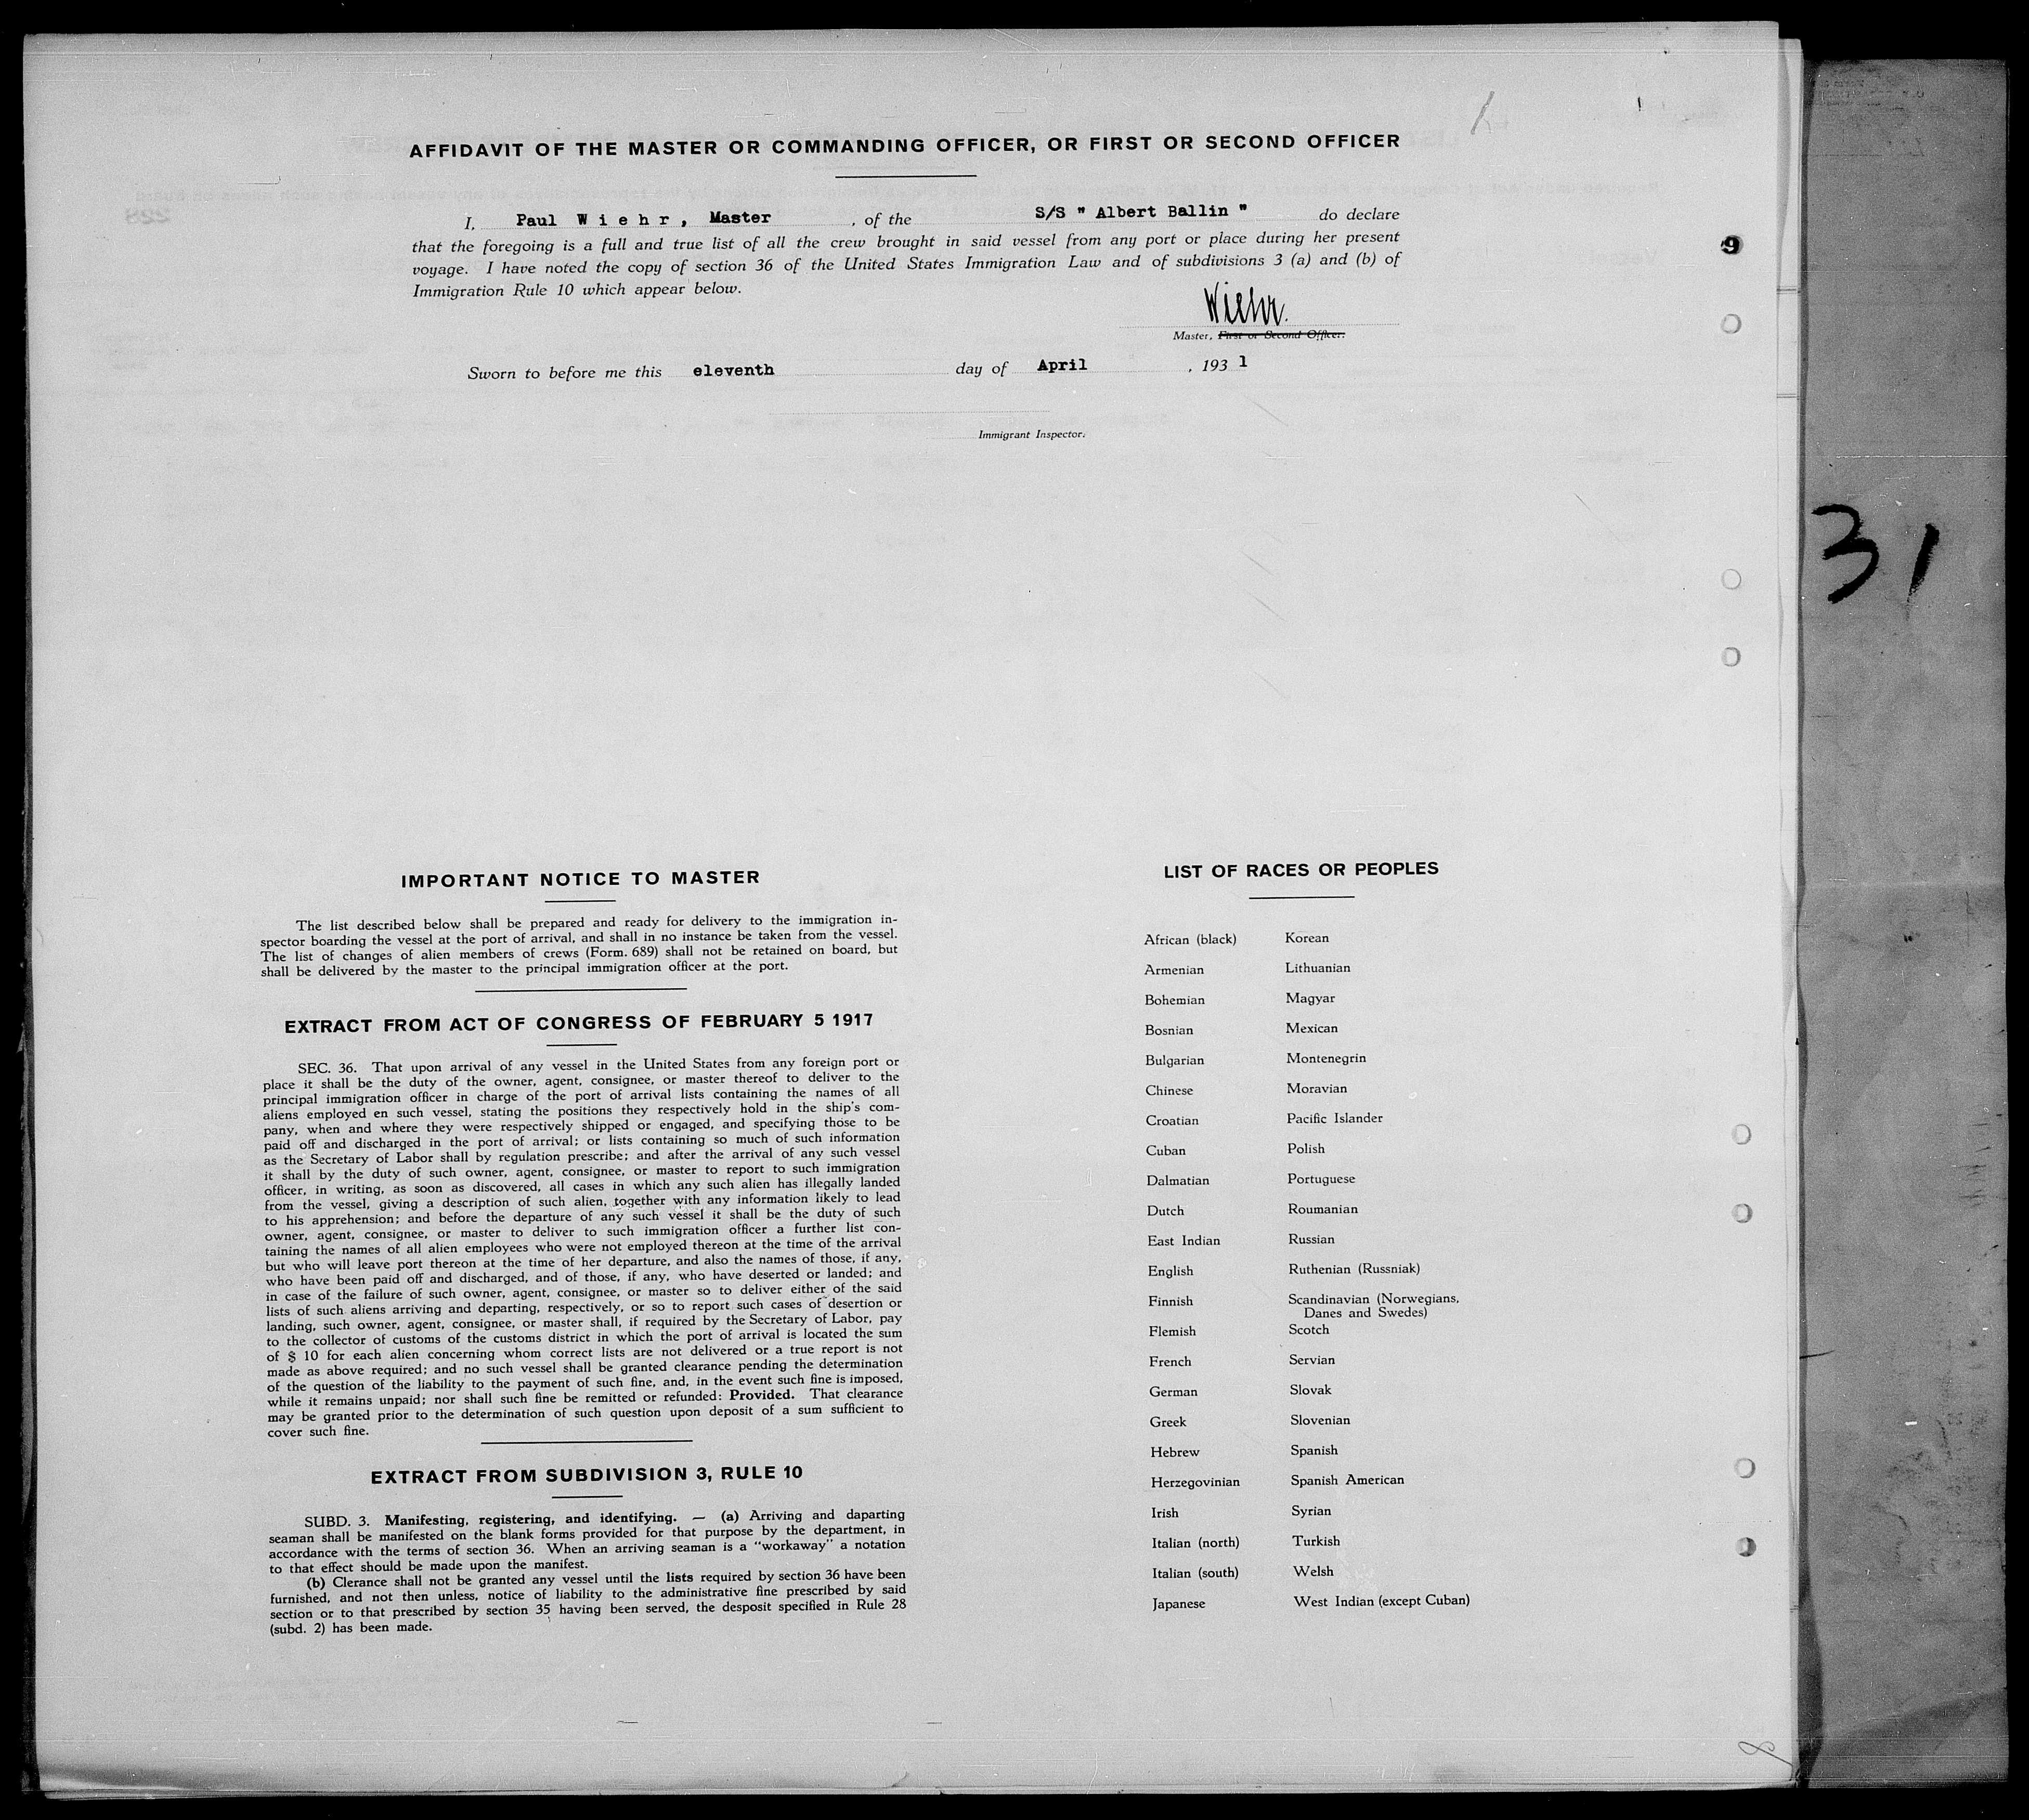 AFFIDAVIT OF THE MASTER OR COMMANDING OFFICER, OR FIRST OR SECOND OFFICER
I, Paul Wiehr, Master, of the S/S " Albert Ballin " do declare
that the foregoing is a full and true list of all the crew brought in said vessel from any port or place during her present
voyage. I have noted the copy of section 36 of the United States Immigration Law and of subdivisions 3 (a) and (b) of
Immigration Rule 10 which appear below.
9
Wiehr.
Master, First or Second Officer.
Sworn to before me this eleventh day of April, 193 1
Immigrant Inspector.
31
IMPORTANT NOTICE TO MASTER
The list described below shall be prepared and ready for delivery to the immigration in-
spector boarding the vessel at the port of arrival, and shall in no instance be taken from the vessel.
The list of changes of alien members of crews (Form. 689) shall not be retained on board, but
shall be delivered by the master to the principal immigration officer at the port.
EXTRACT FROM ACT OF CONGRESS OF FEBRUARY 5 1917
SEC. 36. That upon arrival of any vessel in the United States from any foreign port or
place it shall be the duty of the owner, agent, consignee, or master thereof to deliver to the
principal immigration officer in charge of the port of arrival lists containing the names of all
aliens employed en such vessel, stating the positions they respectively hold in the ship's com-
pany, when and where they were respectively shipped or engaged, and specifying those to be
paid off and discharged in the port of arrival; or lists containing so much of such information
as the Secretary of Labor shall by regulation prescribe; and after the arrival of any such vessel
it shall by the duty of such owner, agent, consignee, or master to report to such immigration
officer, in writing, as soon as discovered, all cases in which any such alien has illegally landed
from the vessel, giving a description of such alien, together with any information likely to lead
to his apprehension; and before the departure of any such vessel it shall be the duty of such
owner, agent, consignee, or master to deliver to such immigration officer a further list con-
taining the names of all alien employees who were not employed thereon at the time of the arrival
but who will leave port thereon at the time of her departure, and also the names of those, if any,
who have been paid off and discharged, and of those, if any, who have deserted or landed; and
in case of the failure of such owner, agent, consignee, or master so to deliver either of the said
lists of such aliens arriving and departing, respectively, or so to report such cases of desertion or
landing, such owner, agent, consignee, or master shall, if required by the Secretary of Labor, pay
to the collector of customs of the customs district in which the port of arrival is located the sum
of $ 10 for each alien concerning whom correct lists are not delivered or a true report is not
made as above required; and no such vessel shall be granted clearance pending the determination
of the question of the liability to the payment of such fine, and, in the event such fine is imposed,
while it remains unpaid; nor shall such fine be remitted or refunded: Provided. That clearance
may be granted prior to the determination of such question upon deposit of a sum sufficient to
cover such fine.
EXTRACT FROM SUBDIVISION 3, RULE 10
SUBD. 3. Manifesting, registering, and identifying. — (a) Arriving and daparting
seaman shall be manifested on the blank forms provided for that purpose by the department, in
accordance with the terms of section 36. When an arriving seaman is a "workaway" a notation
to that effect should be made upon the manifest.
(b) Clerance shall not be granted any vessel until the lists required by section 36 have been
furnished, and not then unless, notice of liability to the administrative fine prescribed by said
section or to that prescribed by section 35 having been served, the desposit specified in Rule 28
(subd. 2) has been made.
LIST OF RACES OR PEOPLES
African (black) Korean
Armenian Lithuanian
Bohemian Magyar
Bosnian Mexican
Bulgarian Montenegrin
Chinese Moravian
Croatian Pacific Islander
Cuban Polish
Dalmatian Portuguese
Dutch Roumanian
East Indian Russian
English Ruthenian (Russniak)
Finnish Scandinavian (Norwegians,
Danes and Swedes)
Flemish Scotch
French Servian
German Slovak
Greek Slovenian
Hebrew Spanish
Herzegovinian Spanish American
Irish Syrian
Italian (north) Turkish
Italian (south) Welsh
Japanese West Indian (except Cuban)